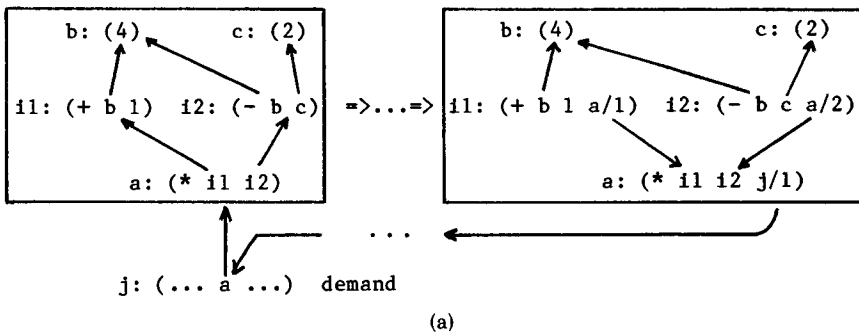 b: (4) c: (2) b: (4) c: (2)
i1: (+ b 1) i2: (- b c) =>...=> i1: (+ b 1 a/1) i2: (- b c a/2)
a: (* i1 i2) a: (* i1 i2 j/1)
...
j: (... a ...) demand
(a)